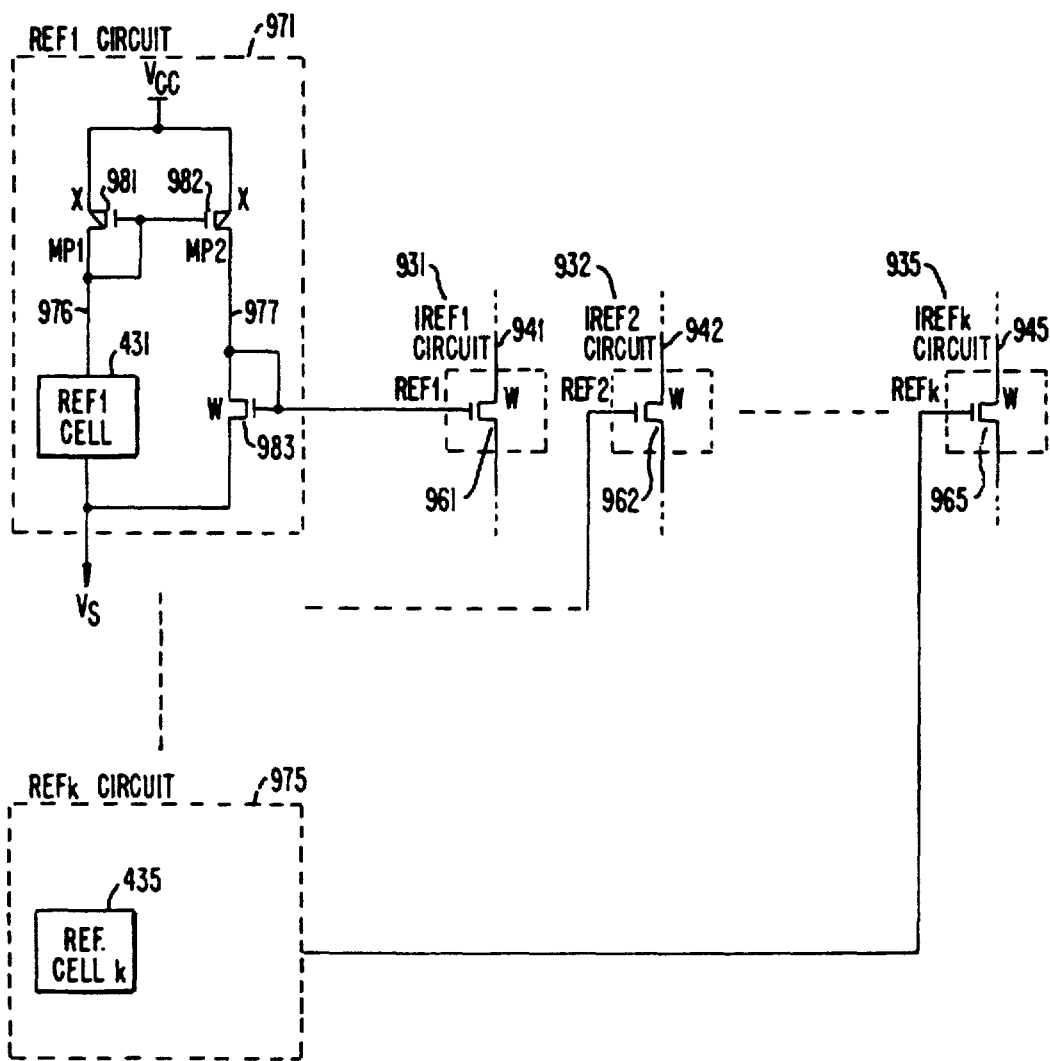 REF1 CIRCUIT
971
VCC
X
981
982
X
MP1
MP2
976
977
431
REF1
CELL
W
983
VS
931
IREF1
CIRCUIT
941
REF1
W
961
932
IREF2
CIRCUIT
942
REF2
W
962
935
IREFk
CIRCUIT
945
REFk
W
965
REFk CIRCUIT
975
435
REF.
CELL k